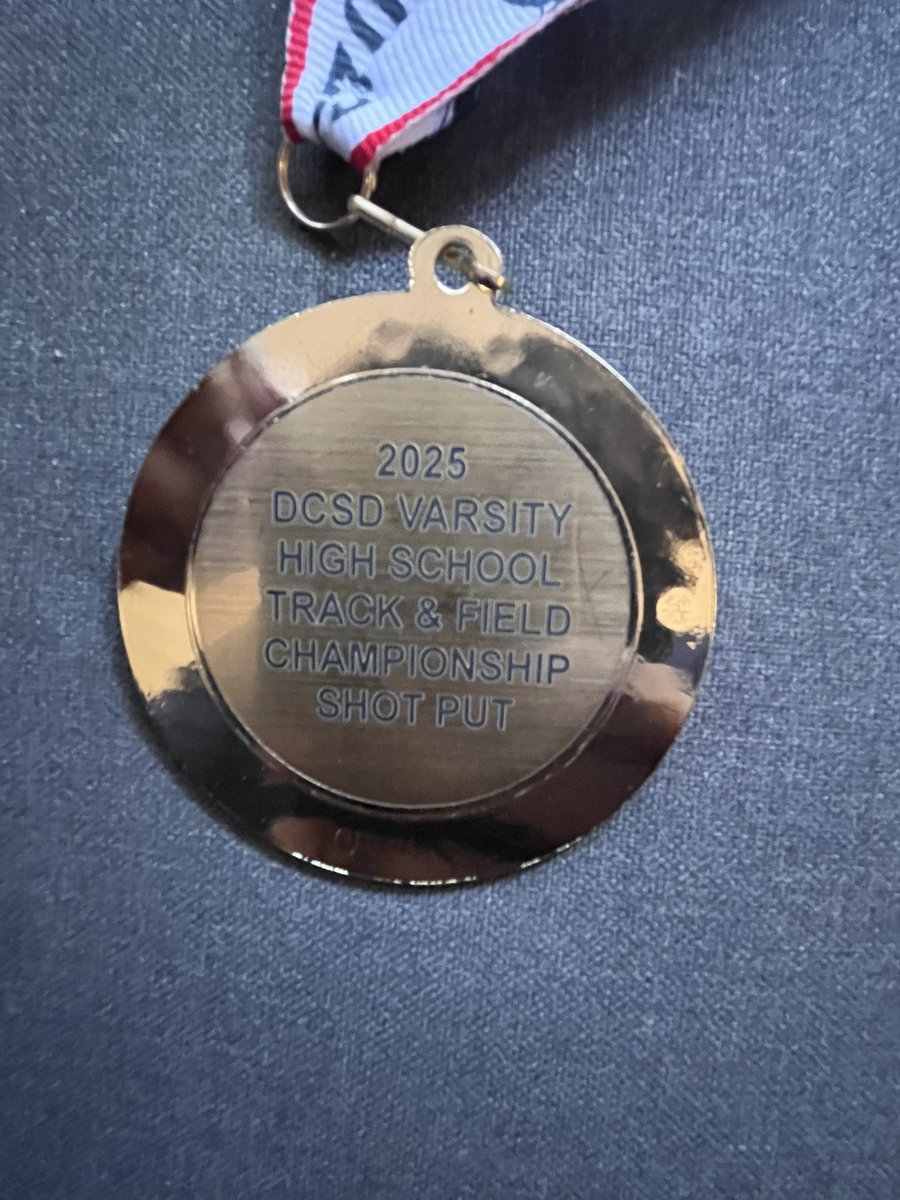 2025
DCSD VARSITY
HIGH SCHOOL
TRACK & FIELD
CHAMPIONSHIP
SHOT PUT